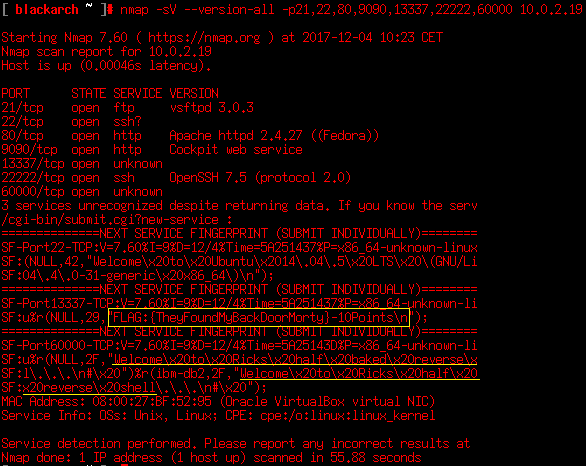 [ blackarch ~ ]# nmap -sV --version-all -p21,22,80,9090,13337,22222,60000 10.0.2.19
Starting Nmap 7.60 ( https://nmap.org ) at 2017-12-04 10:23 CET
Nmap scan report for 10.0.2.19
Host is up (0.00046s latency).
PORT STATE SERVICE VERSION
21/tcp open ftp vsftpd 3.0.3
22/tcp open ssh?
80/tcp open http Apache httpd 2.4.27 ((Fedora))
9090/tcp open http Cockpit web service
13337/tcp open unknown
22222/tcp open ssh OpenSSH 7.5 (protocol 2.0)
60000/tcp open unknown
3 services unrecognized despite returning data. If you know the serv
/cgi-bin/submit.cgi?new-service :
==============NEXT SERVICE FINGERPRINT (SUBMIT INDIVIDUALLY)========
SF-Port22-TCP:V=7.60%I=9%D=12/4%Time=5A251437%P=x86_64-unknown-linux
SF:(NULL,42,"Welcome\x20to\x20Ubuntu\x2014\.04\.5\x20LTS\x20\(GNU/Li
SF:04\.4\.0-31-generic\x20x86_64\)\n");
==============NEXT SERVICE FINGERPRINT (SUBMIT INDIVIDUALLY)========
SF-Port13337-TCP:V=7.60%I=9%D=12/4%Time=5A251437%P=x86_64-unknown-li
SF:u%r(NULL,29,"FLAG:{TheyFoundMyBackDoorMorty}-10Points\n");
==============NEXT SERVICE FINGERPRINT (SUBMIT INDIVIDUALLY)========
SF-Port60000-TCP:V=7.60%I=9%D=12/4%Time=5A25143D%P=x86_64-unknown-li
SF:u%r(NULL,2F,"Welcome\x20to\x20Ricks\x20half\x20baked\x20reverse\x
SF:l\.\.\.\n#\x20")%r(ibm-db2,2F,"Welcome\x20to\x20Ricks\x20half\x20
SF:x20reverse\x20shell\.\.\.\n#\x20");
MAC Address: 08:00:27:BF:52:95 (Oracle VirtualBox virtual NIC)
Service Info: OSs: Unix, Linux; CPE: cpe:/o:linux:linux_kernel
Service detection performed. Please report any incorrect results at
Nmap done: 1 IP address (1 host up) scanned in 55.83 seconds